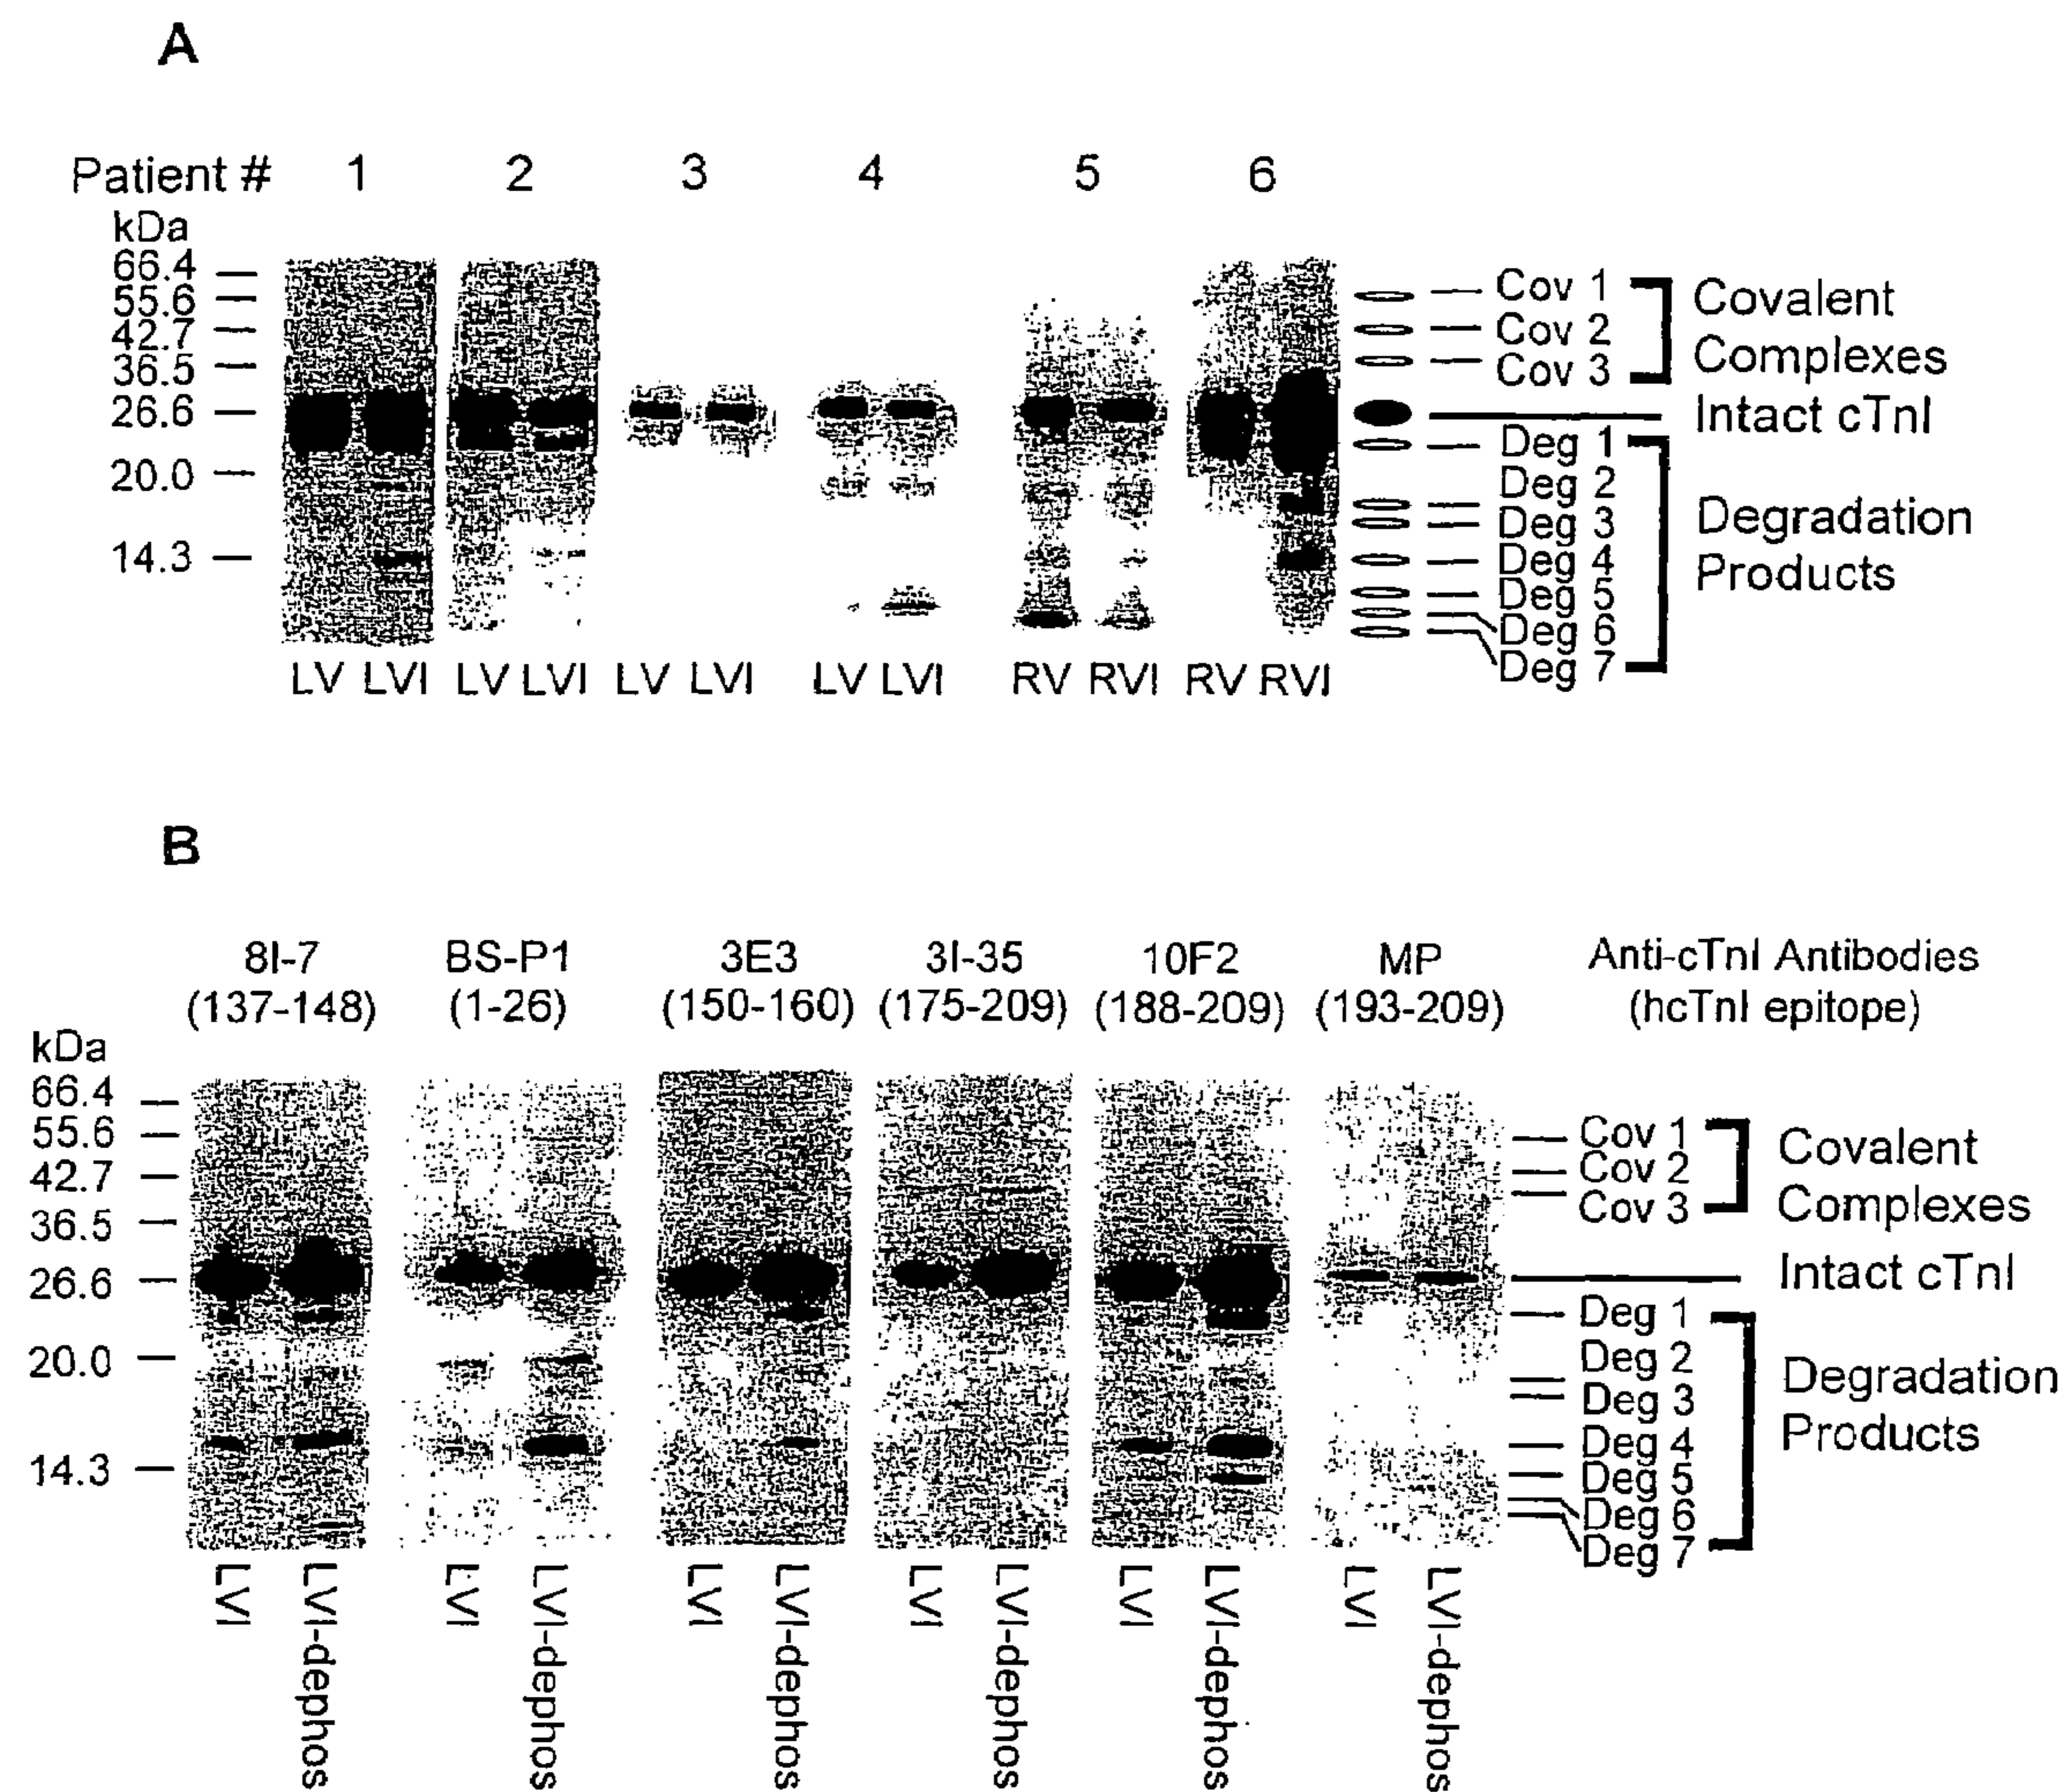 A
Patient # 1 2 3 4 5 6
kDa
66.4
55.6
42.7
36.5
26.6
20.0
14.3
Cov 1
Cov 2
Cov 3
Covalent
Complexes
Intact cTnI
Deg 1
Deg 2
Deg 3
Deg 4
Deg 5
Deg 6
Deg 7
Degradation
Products
LV LVI LV LVI LV LVI LV LVI RV RVI RV RVI
B
8I-7 BS-P1 3E3 3I-35 10F2 MP Anti-cTnI Antibodies
(137-148) (1-26) (150-160) (175-209) (188-209) (193-209) (hcTnI epitope)
kDa
66.4
55.6
42.7
36.5
26.6
20.0
14.3
Cov 1
Cov 2
Cov 3
Covalent
Complexes
Intact cTnI
Deg 1
Deg 2
Deg 3
Deg 4
Deg 5
Deg 6
Deg 7
Degradation
Products
LVI
LVI-dephos
LVI
LVI-dephos
LVI
LVI-dephos
LVI
LVI-dephos
LVI
LVI-dephos
LVI
LVI-dephos